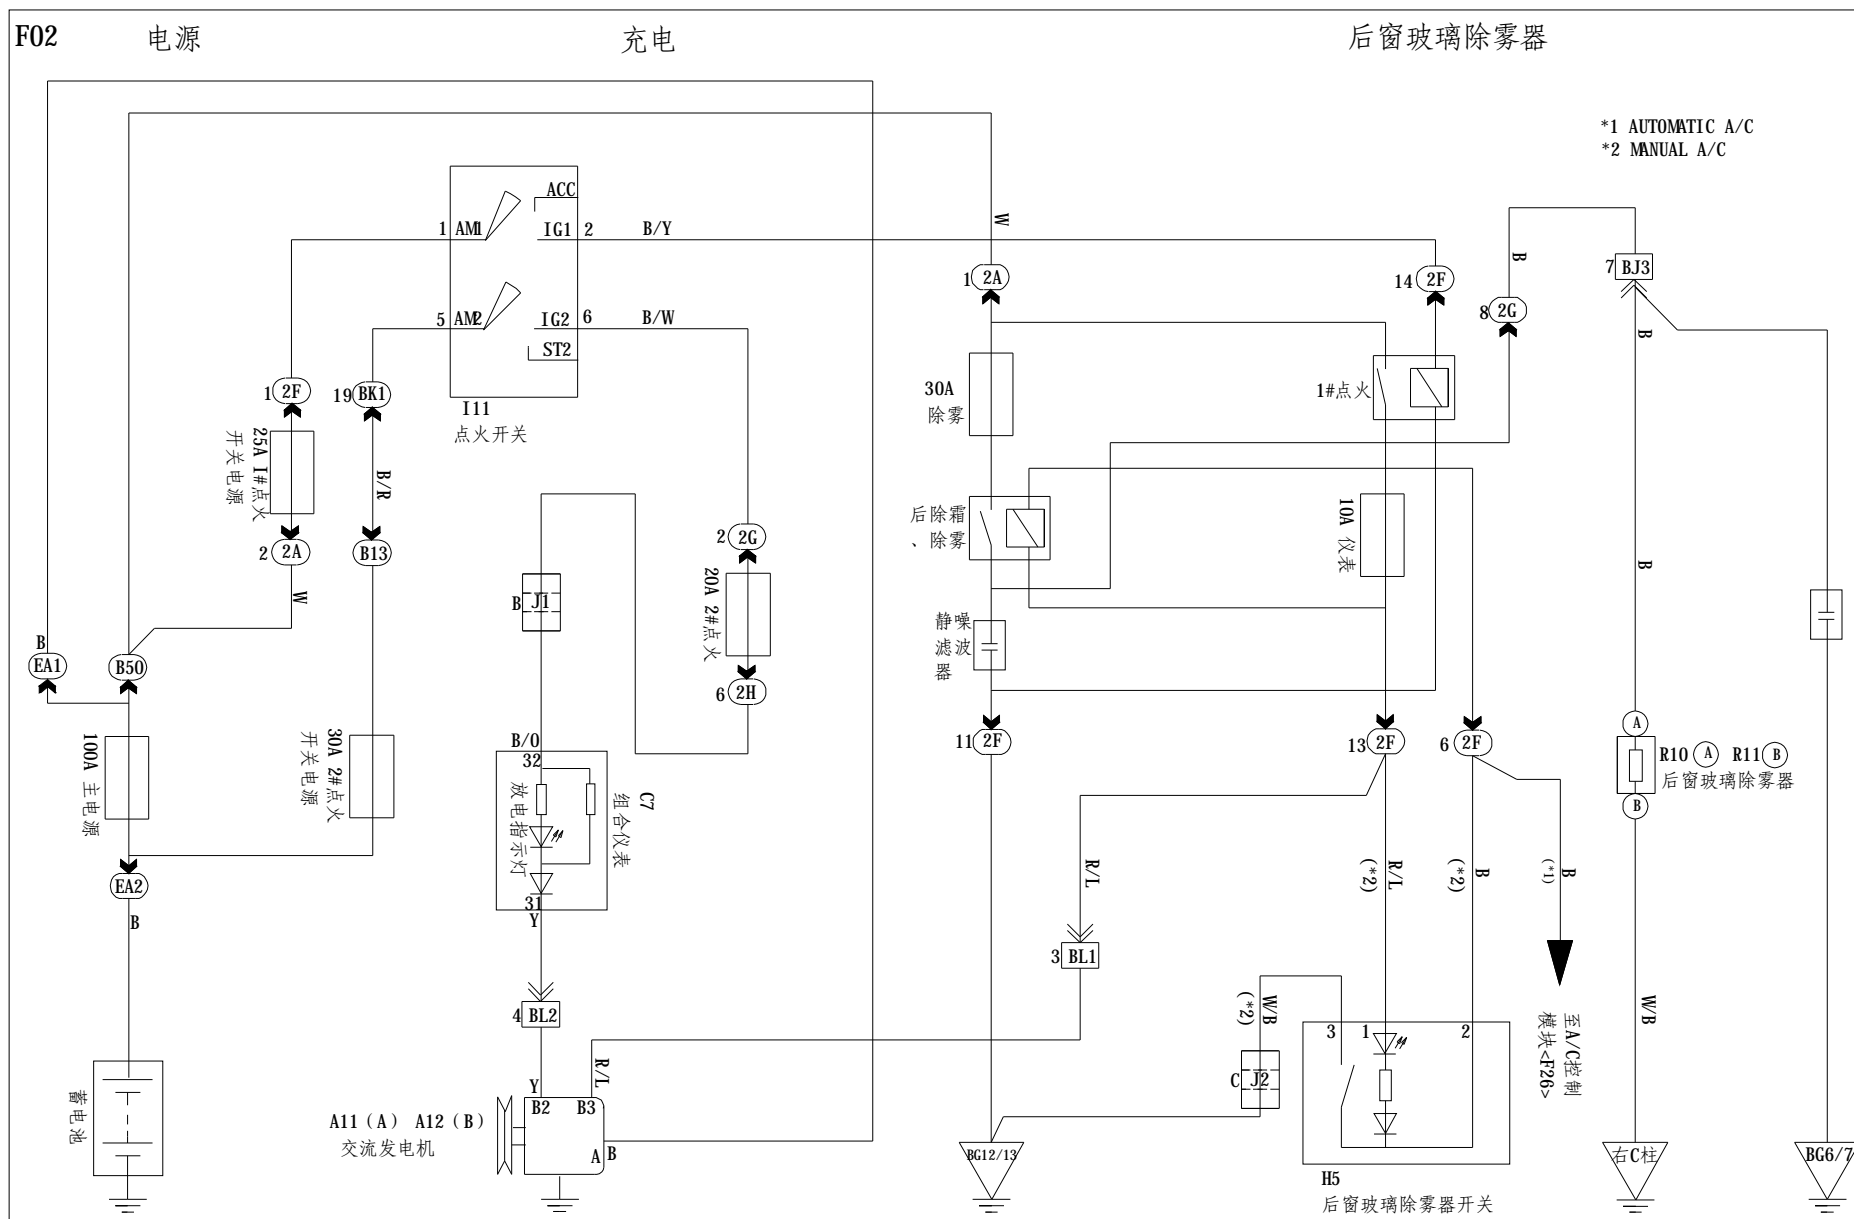 F02
电源
充电
后窗玻璃除雾器
*1 AUTOMATIC A/C
*2 MANUAL A/C
ACC
1 AM1
IG1 2
B/Y
5 AM2
IG2 6
B/W
ST2
I11
点火开关
W
1 2A
14 2F
B
8 2G
7 BJ3
B
1 2F
19 BK1
25A I#点火
开关电源
B/R
30A
除雾
1#点火
2 2A
B13
W
2 2G
20A 2#点火
6 2H
B J1
后除霜
、除雾
10A 仪表
B
静噪
滤波
器
B
EA1
B50
100A 主电源
30A 2#点火
开关电源
EA2
B
B/O
32
放电指示灯
C7
组合仪表
31
Y
11 2F
13 2F
6 2F
A
R10 A R11 B
后窗玻璃除雾器
B
R/L
R/L
(*2)
B
(*2)
B
(*1)
3 BL1
4 BL2
W/B
(*2)
C J2
3 1 2
至A/C控制
模块<F26>
W/B
蓄电池
Y
R/L
B2 B3
A11(A) A12(B)
交流发电机
A B
BG12/13
H5
后窗玻璃除雾器开关
右C柱
BG6/7